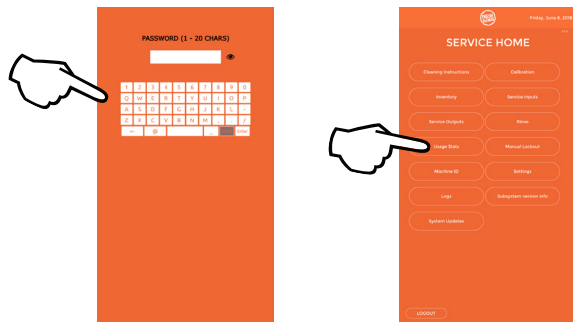 PASSWORD (1 - 20 CHARS)
1 2 3 4 5 6 7 8 9 0
Q W E R T Y U I O P
A S D F G H J K L -
Z X C V B N M , . /
<- @ _ Enter
Friday, June 8, 2018
SERVICE HOME
Cleaning Instructions
Calibration
Inventory
Service Inputs
Service Outputs
Rinse
Usage Stats
Manual Lockout
Machine ID
Settings
Logs
Subsystem version info
System Updates
LOGOUT